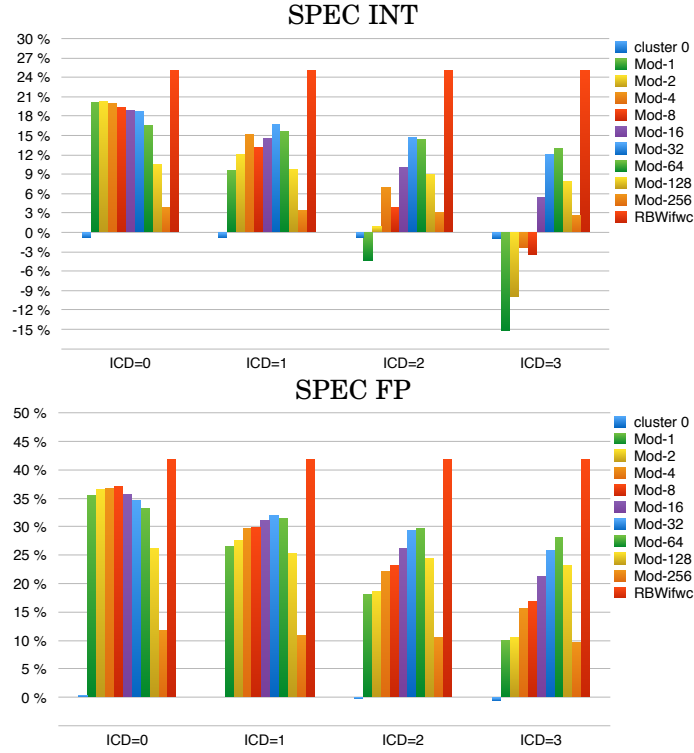 SPEC INT
30 %
27 %
24 %
21 %
18 %
15 %
12 %
9 %
6 %
3 %
0 %
-3 %
-6 %
-9 %
-12 %
-15 %
ICD=0 ICD=1 ICD=2 ICD=3
cluster 0
Mod-1
Mod-2
Mod-4
Mod-8
Mod-16
Mod-32
Mod-64
Mod-128
Mod-256
RBWifwc
SPEC FP
50 %
45 %
40 %
35 %
30 %
25 %
20 %
15 %
10 %
5 %
0 %
ICD=0 ICD=1 ICD=2 ICD=3
cluster 0
Mod-1
Mod-2
Mod-4
Mod-8
Mod-16
Mod-32
Mod-64
Mod-128
Mod-256
RBWifwc